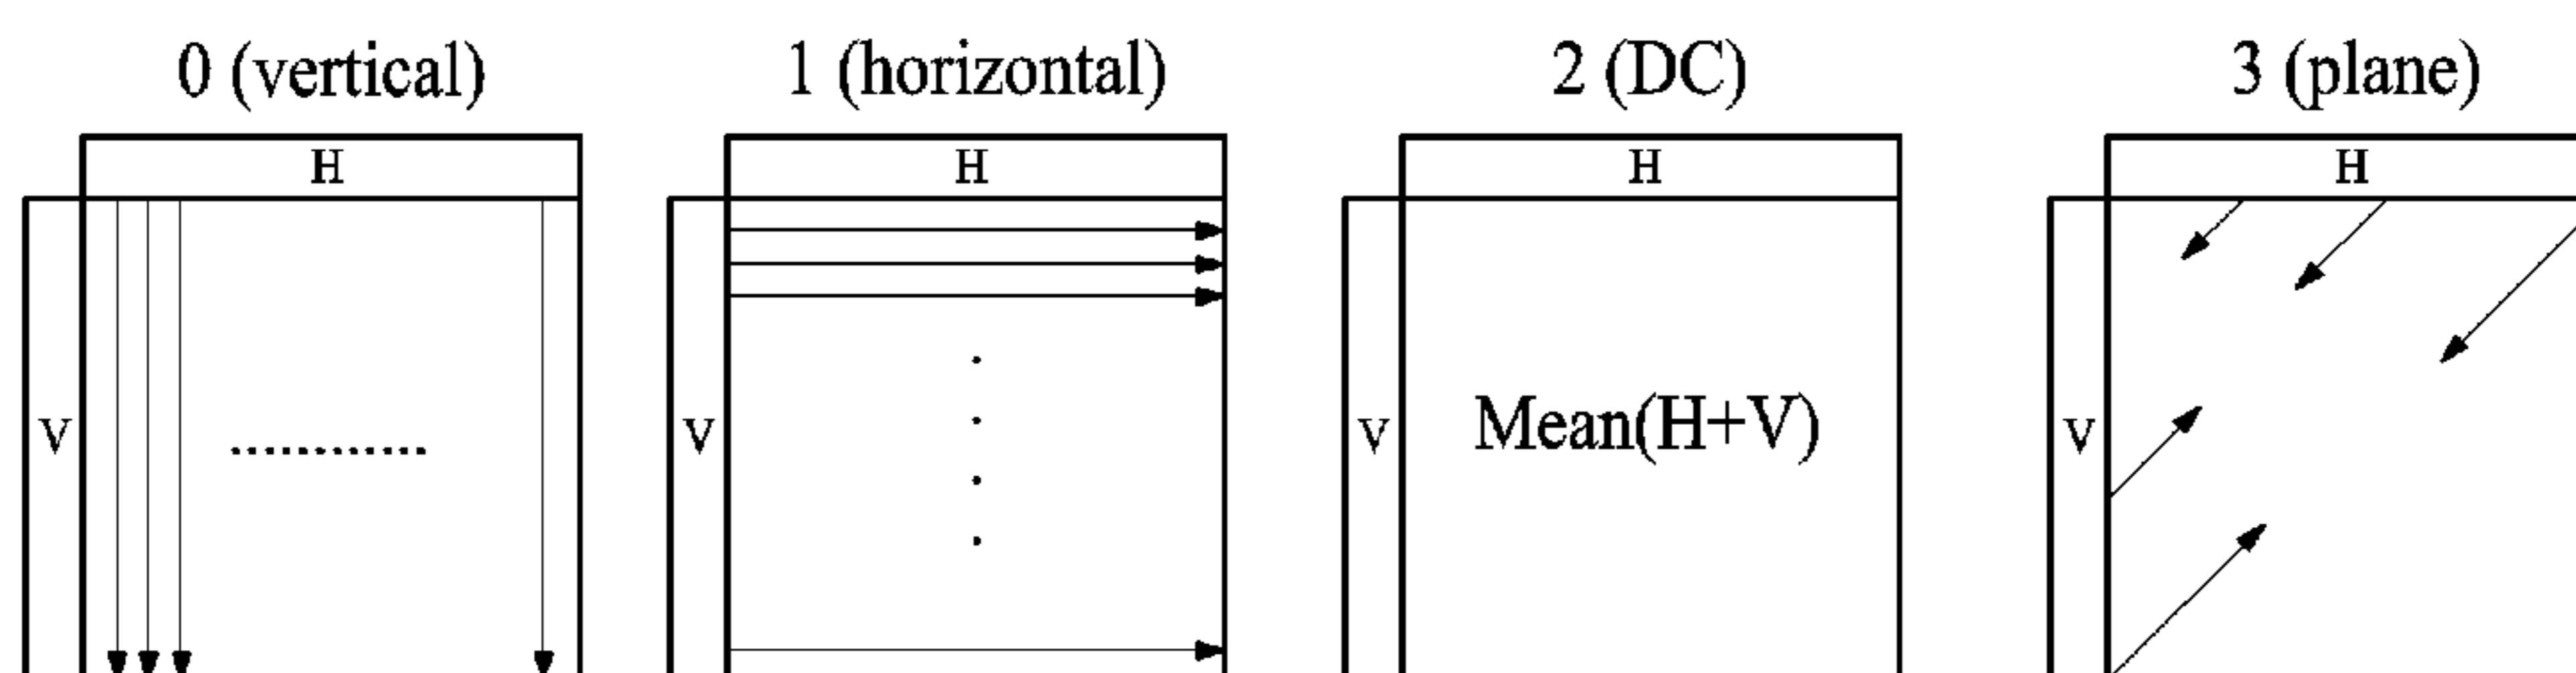 0 (vertical) 1 (horizontal) 2 (DC) 3 (plane)
H H H H
V V V Mean(H+V) V